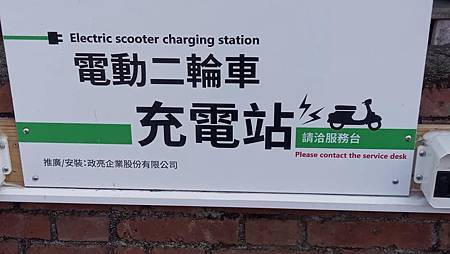 Electric scooter charging station
電動二輪車
充電站
請洽服務台
Please contact the service desk
推廣/安裝:政亮企業股份有限公司